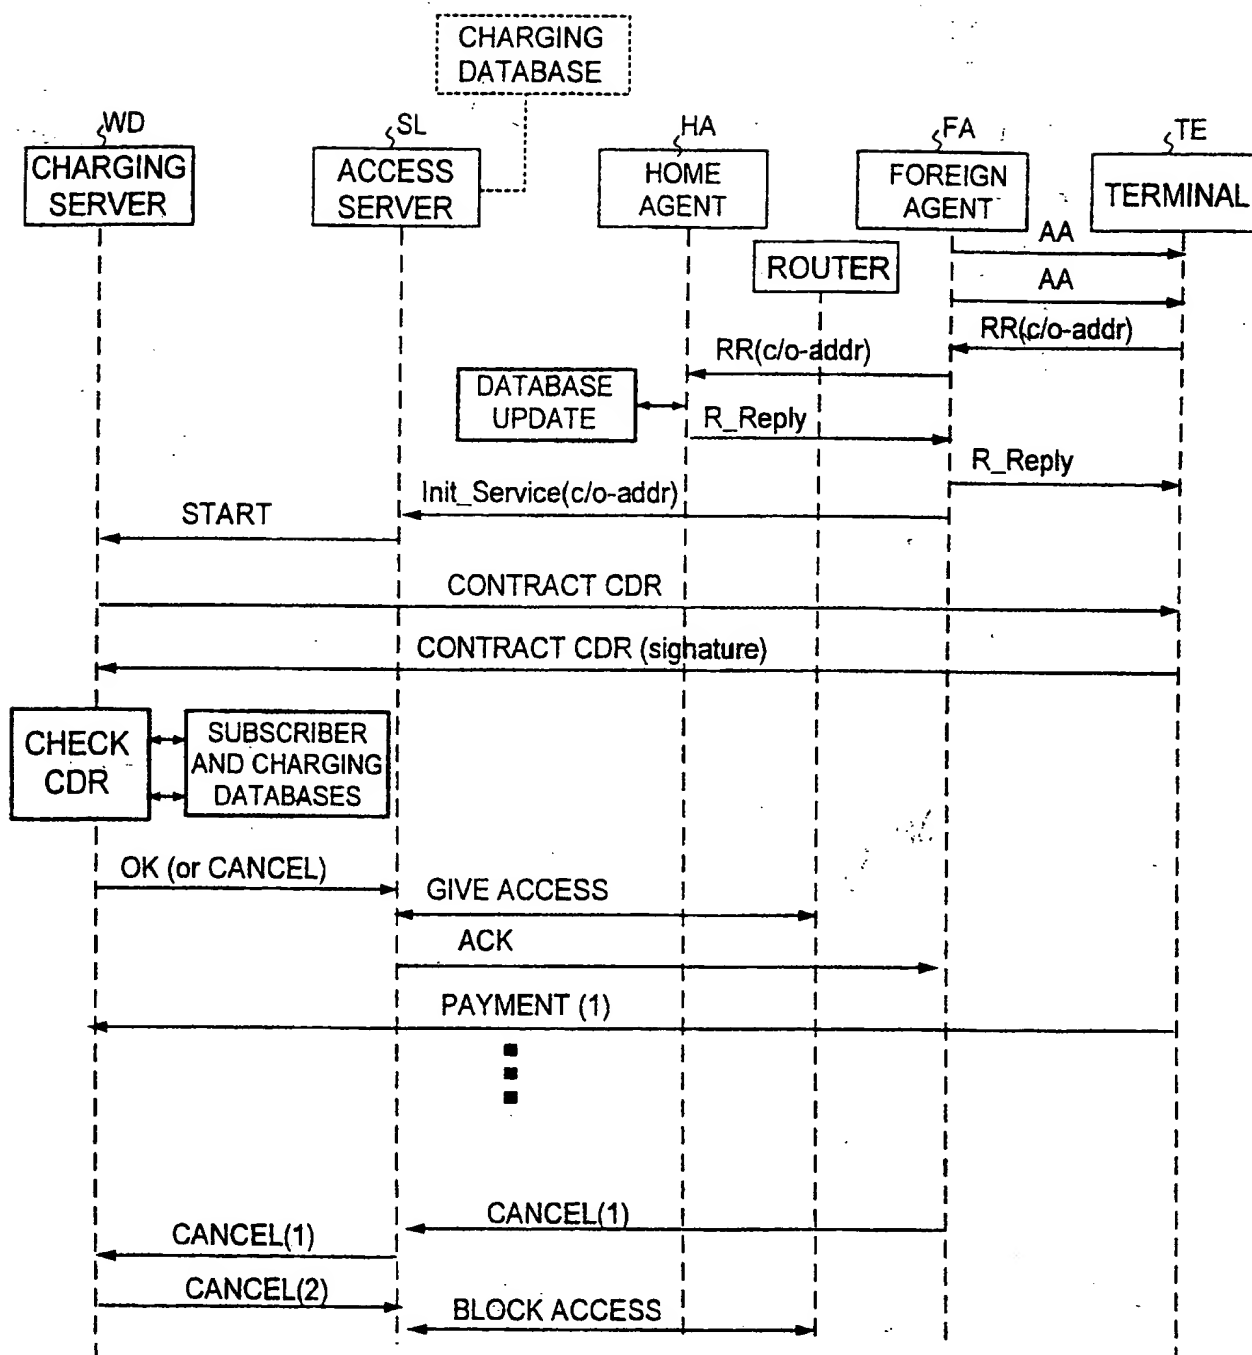 CHARGING
DATABASE
WD
SL
HA
FA
TE
CHARGING
SERVER
ACCESS
SERVER
HOME
AGENT
FOREIGN
AGENT
TERMINAL
AA
ROUTER
AA
RR(c/o-addr)
RR(c/o-addr)
DATABASE
UPDATE
R_Reply
R_Reply
Init_Service(c/o-addr)
START
CONTRACT CDR
CONTRACT CDR (signature)
CHECK
CDR
SUBSCRIBER
AND CHARGING
DATABASES
OK (or CANCEL)
GIVE ACCESS
ACK
PAYMENT (1)
CANCEL(1)
CANCEL(1)
CANCEL(2)
BLOCK ACCESS